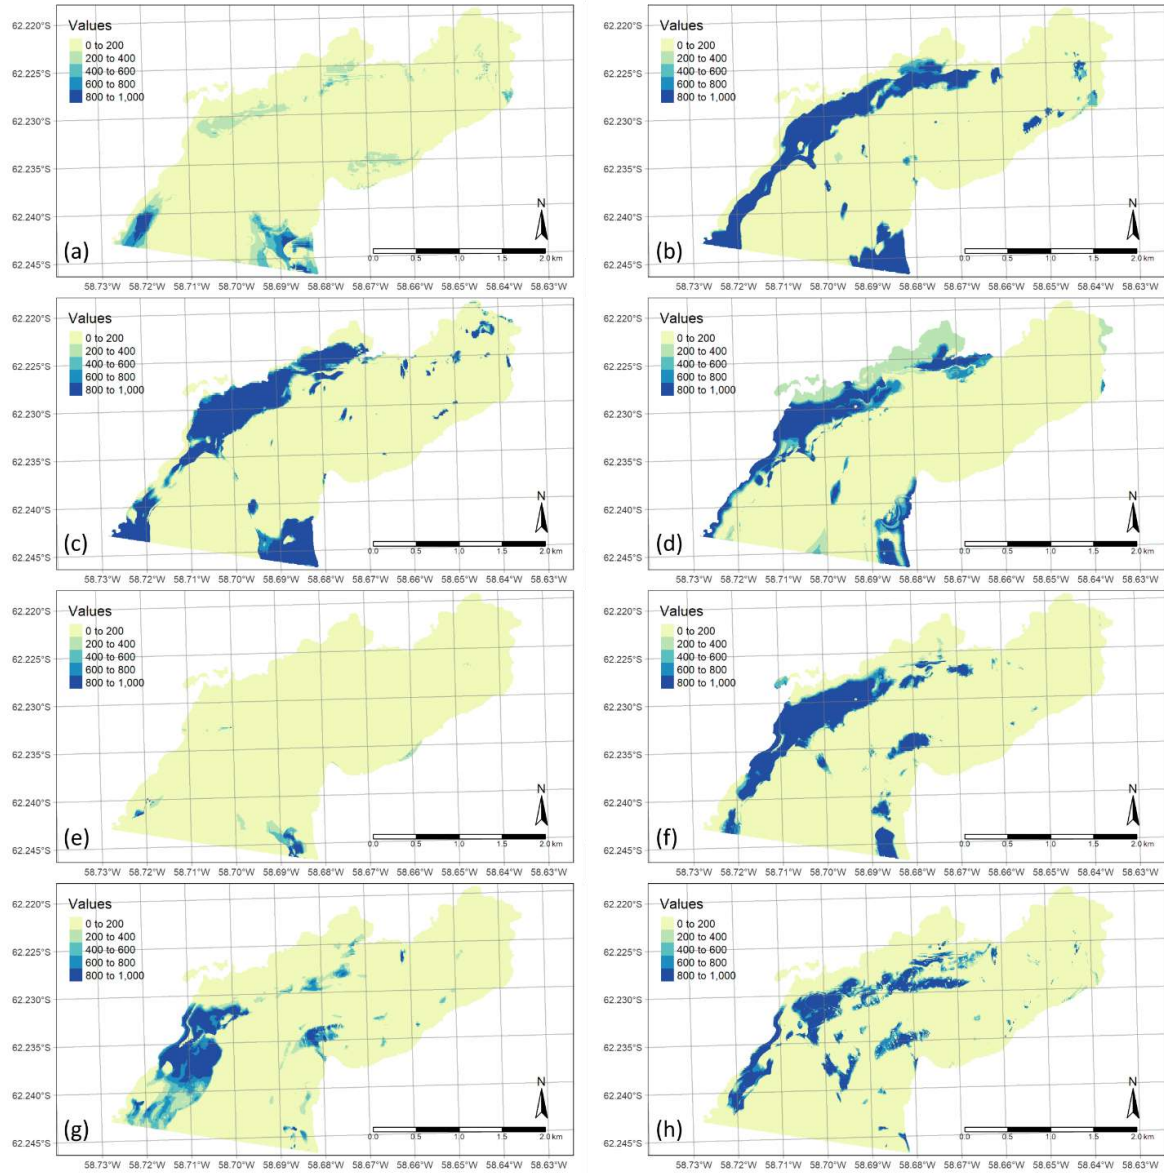 Values
0 to 200
200 to 400
400 to 600
600 to 800
800 to 1,000
62.220°S
62.225°S
62.230°S
62.235°S
62.240°S
62.245°S
(a)
N
0.0 0.5 1.0 1.5 2.0 km
58.73°W 58.72°W 58.71°W 58.70°W 58.69°W 58.68°W 58.67°W 58.66°W 58.65°W 58.64°W 58.63°W
Values
0 to 200
200 to 400
400 to 600
600 to 800
800 to 1,000
62.220°S
62.225°S
62.230°S
62.235°S
62.240°S
62.245°S
(b)
N
0.0 0.5 1.0 1.5 2.0 km
58.73°W 58.72°W 58.71°W 58.70°W 58.69°W 58.68°W 58.67°W 58.66°W 58.65°W 58.64°W 58.63°W
Values
0 to 200
200 to 400
400 to 600
600 to 800
800 to 1,000
62.220°S
62.225°S
62.230°S
62.235°S
62.240°S
62.245°S
(c)
N
0.0 0.5 1.0 1.5 2.0 km
58.73°W 58.72°W 58.71°W 58.70°W 58.69°W 58.68°W 58.67°W 58.66°W 58.65°W 58.64°W 58.63°W
Values
0 to 200
200 to 400
400 to 600
600 to 800
800 to 1,000
62.220°S
62.225°S
62.230°S
62.235°S
62.240°S
62.245°S
(d)
N
0.0 0.5 1.0 1.5 2.0 km
58.73°W 58.72°W 58.71°W 58.70°W 58.69°W 58.68°W 58.67°W 58.66°W 58.65°W 58.64°W 58.63°W
Values
0 to 200
200 to 400
400 to 600
600 to 800
800 to 1,000
62.220°S
62.225°S
62.230°S
62.235°S
62.240°S
62.245°S
(e)
N
0.0 0.5 1.0 1.5 2.0 km
58.73°W 58.72°W 58.71°W 58.70°W 58.69°W 58.68°W 58.67°W 58.66°W 58.65°W 58.64°W 58.63°W
Values
0 to 200
200 to 400
400 to 600
600 to 800
800 to 1,000
62.220°S
62.225°S
62.230°S
62.235°S
62.240°S
62.245°S
(f)
N
0.0 0.5 1.0 1.5 2.0 km
58.73°W 58.72°W 58.71°W 58.70°W 58.69°W 58.68°W 58.67°W 58.66°W 58.65°W 58.64°W 58.63°W
Values
0 to 200
200 to 400
400 to 600
600 to 800
800 to 1,000
62.220°S
62.225°S
62.230°S
62.235°S
62.240°S
62.245°S
(g)
N
0.0 0.5 1.0 1.5 2.0 km
58.73°W 58.72°W 58.71°W 58.70°W 58.69°W 58.68°W 58.67°W 58.66°W 58.65°W 58.64°W 58.63°W
Values
0 to 200
200 to 400
400 to 600
600 to 800
800 to 1,000
62.220°S
62.225°S
62.230°S
62.235°S
62.240°S
62.245°S
(h)
N
0.0 0.5 1.0 1.5 2.0 km
58.73°W 58.72°W 58.71°W 58.70°W 58.69°W 58.68°W 58.67°W 58.66°W 58.65°W 58.64°W 58.63°W